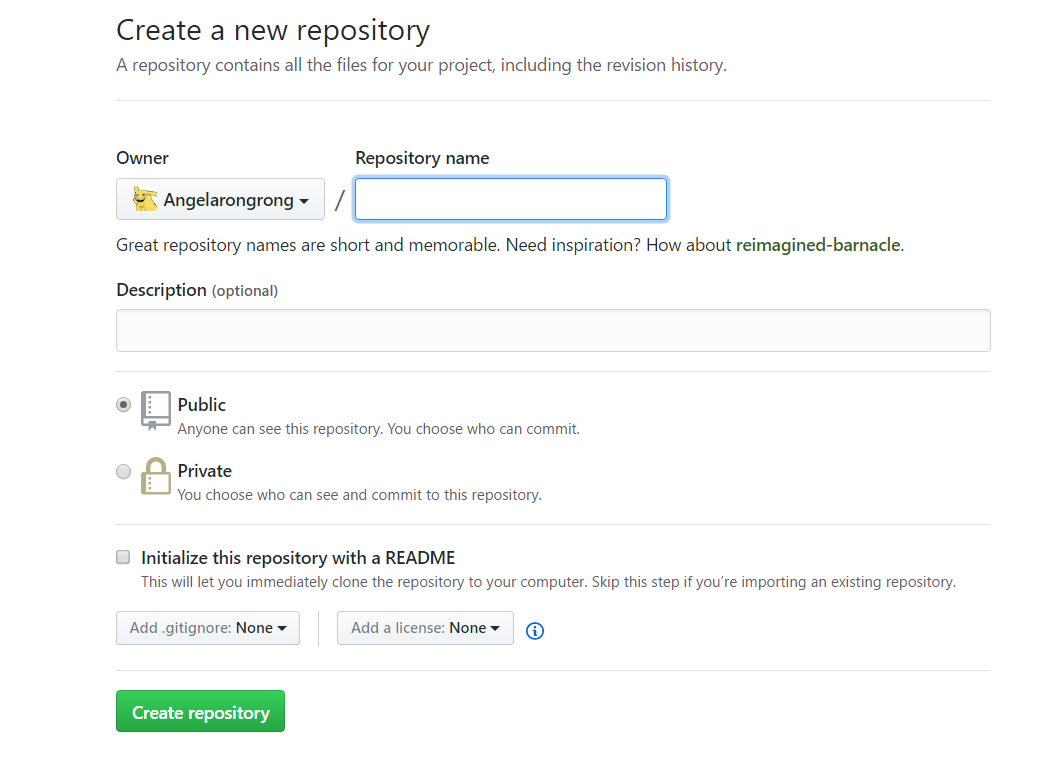 Create a new repository
A repository contains all the files for your project, including the revision history.
Owner
Repository name
Angelarongrong
/
Great repository names are short and memorable. Need inspiration? How about reimagined-barnacle.
Description (optional)
Public
Anyone can see this repository. You choose who can commit.
Private
You choose who can see and commit to this repository.
Initialize this repository with a README
This will let you immediately clone the repository to your computer. Skip this step if you’re importing an existing repository.
Add .gitignore: None
Add a license: None
Create repository